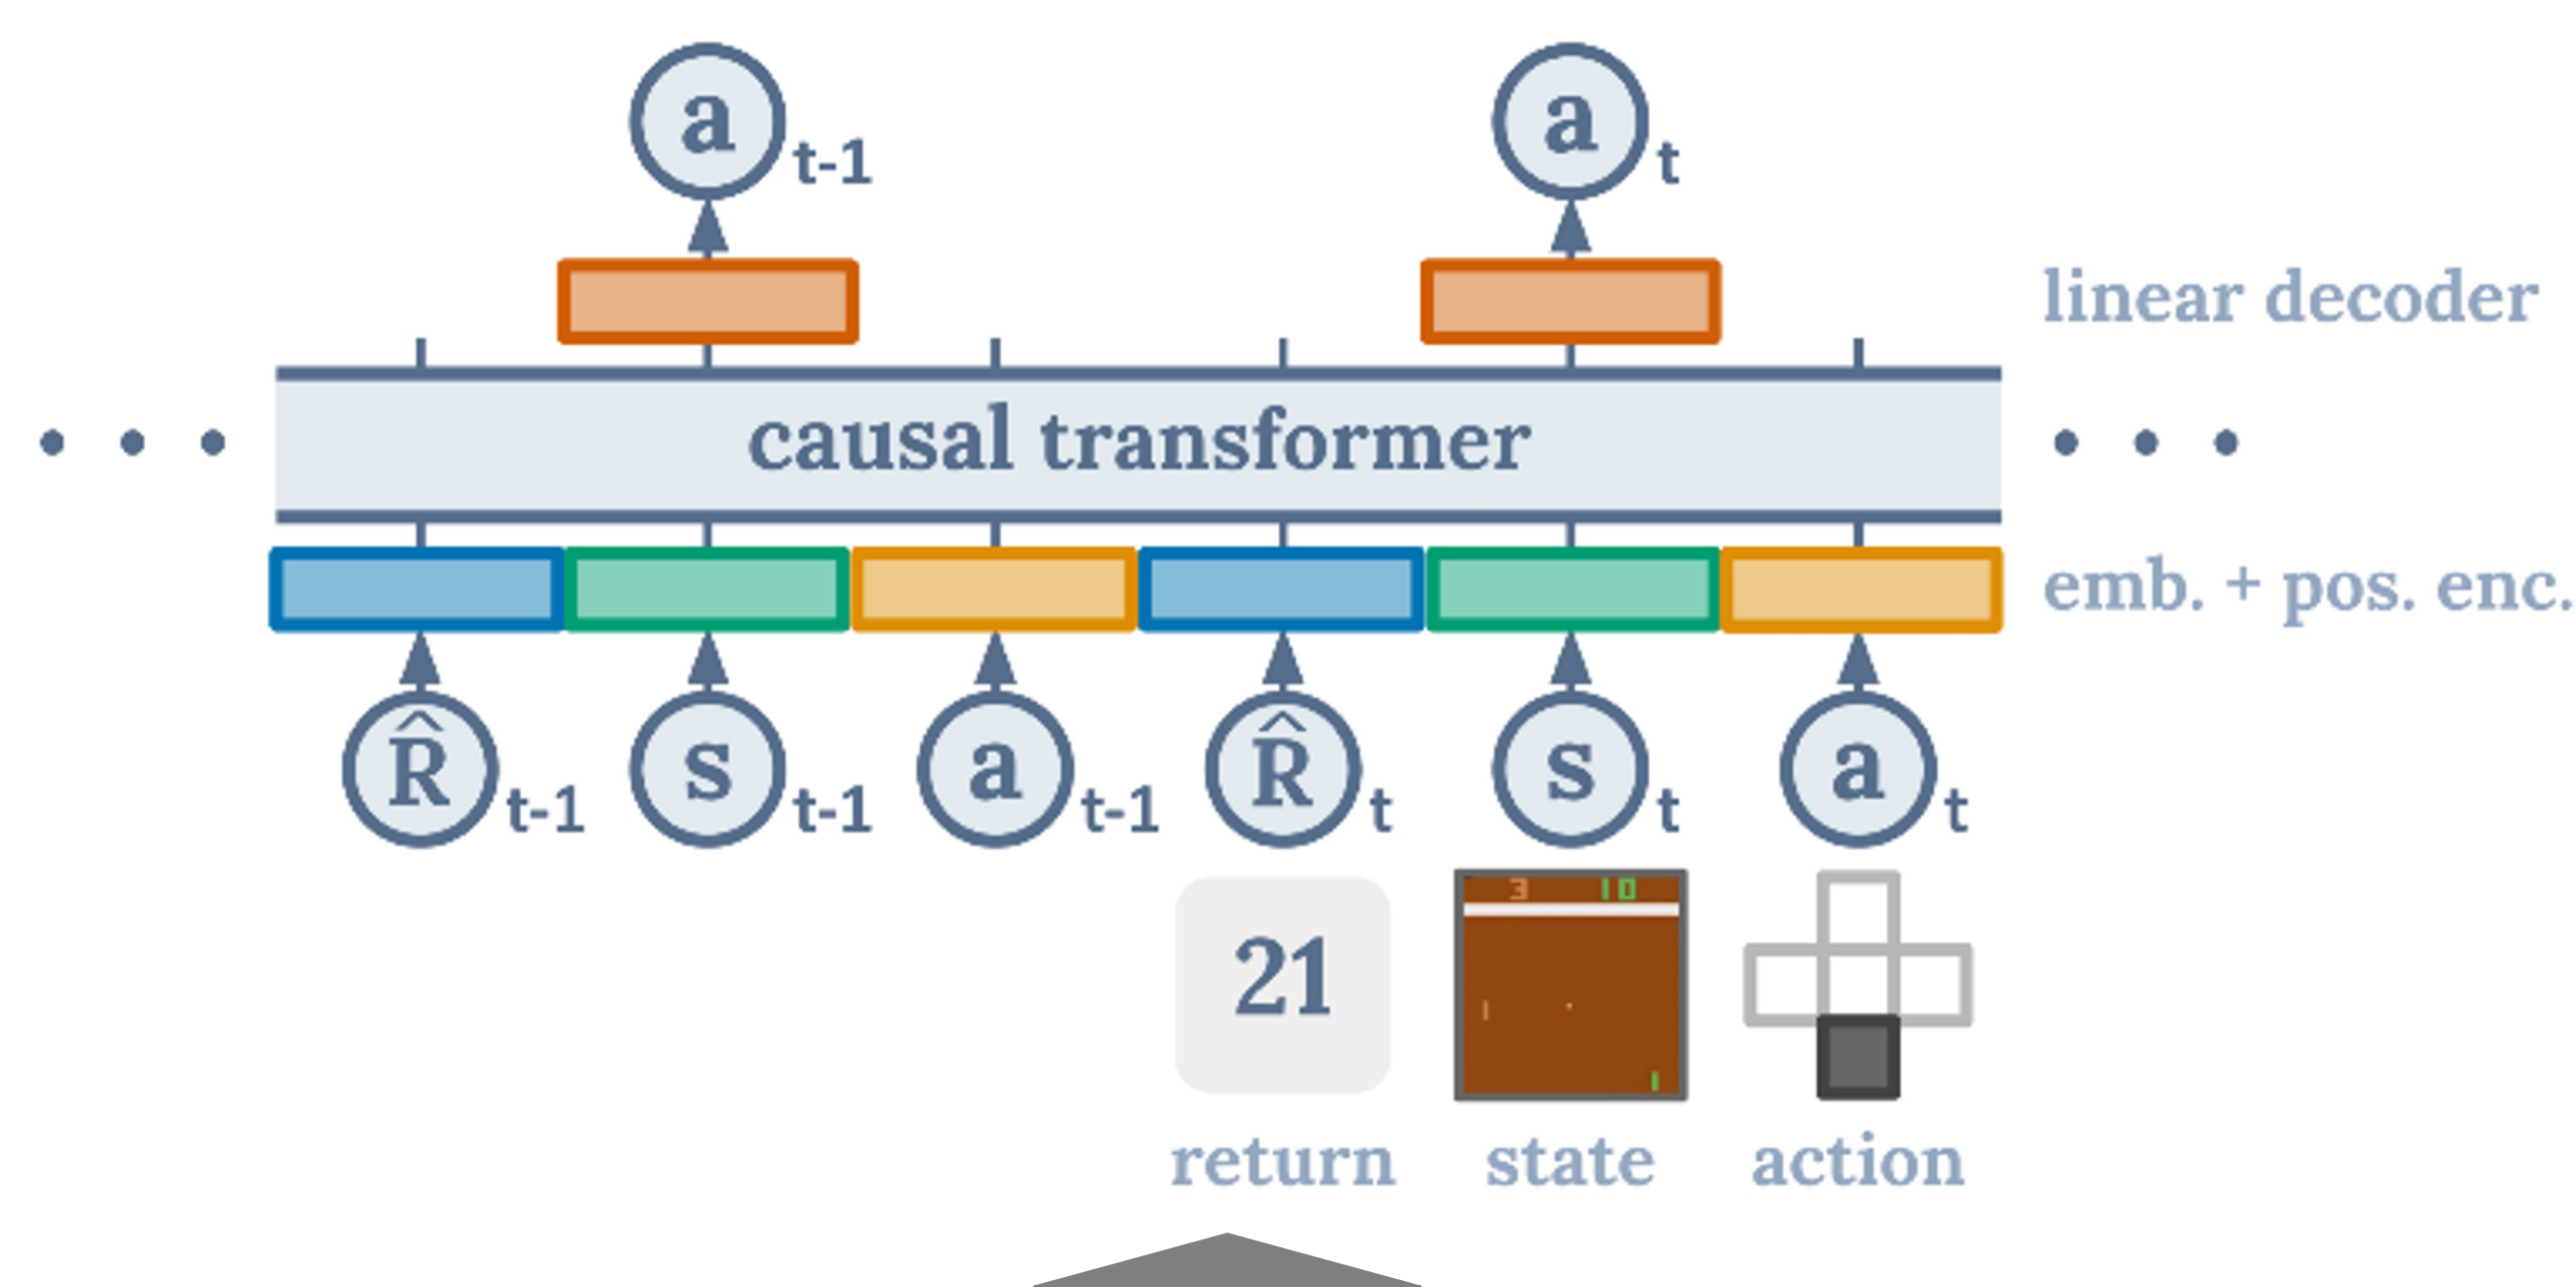 a t-1 a t
linear decoder
causal transformer
emb. + pos. enc.
R̂ t-1 s t-1 a t-1 R̂ t s t a t
3 10
21
return state action